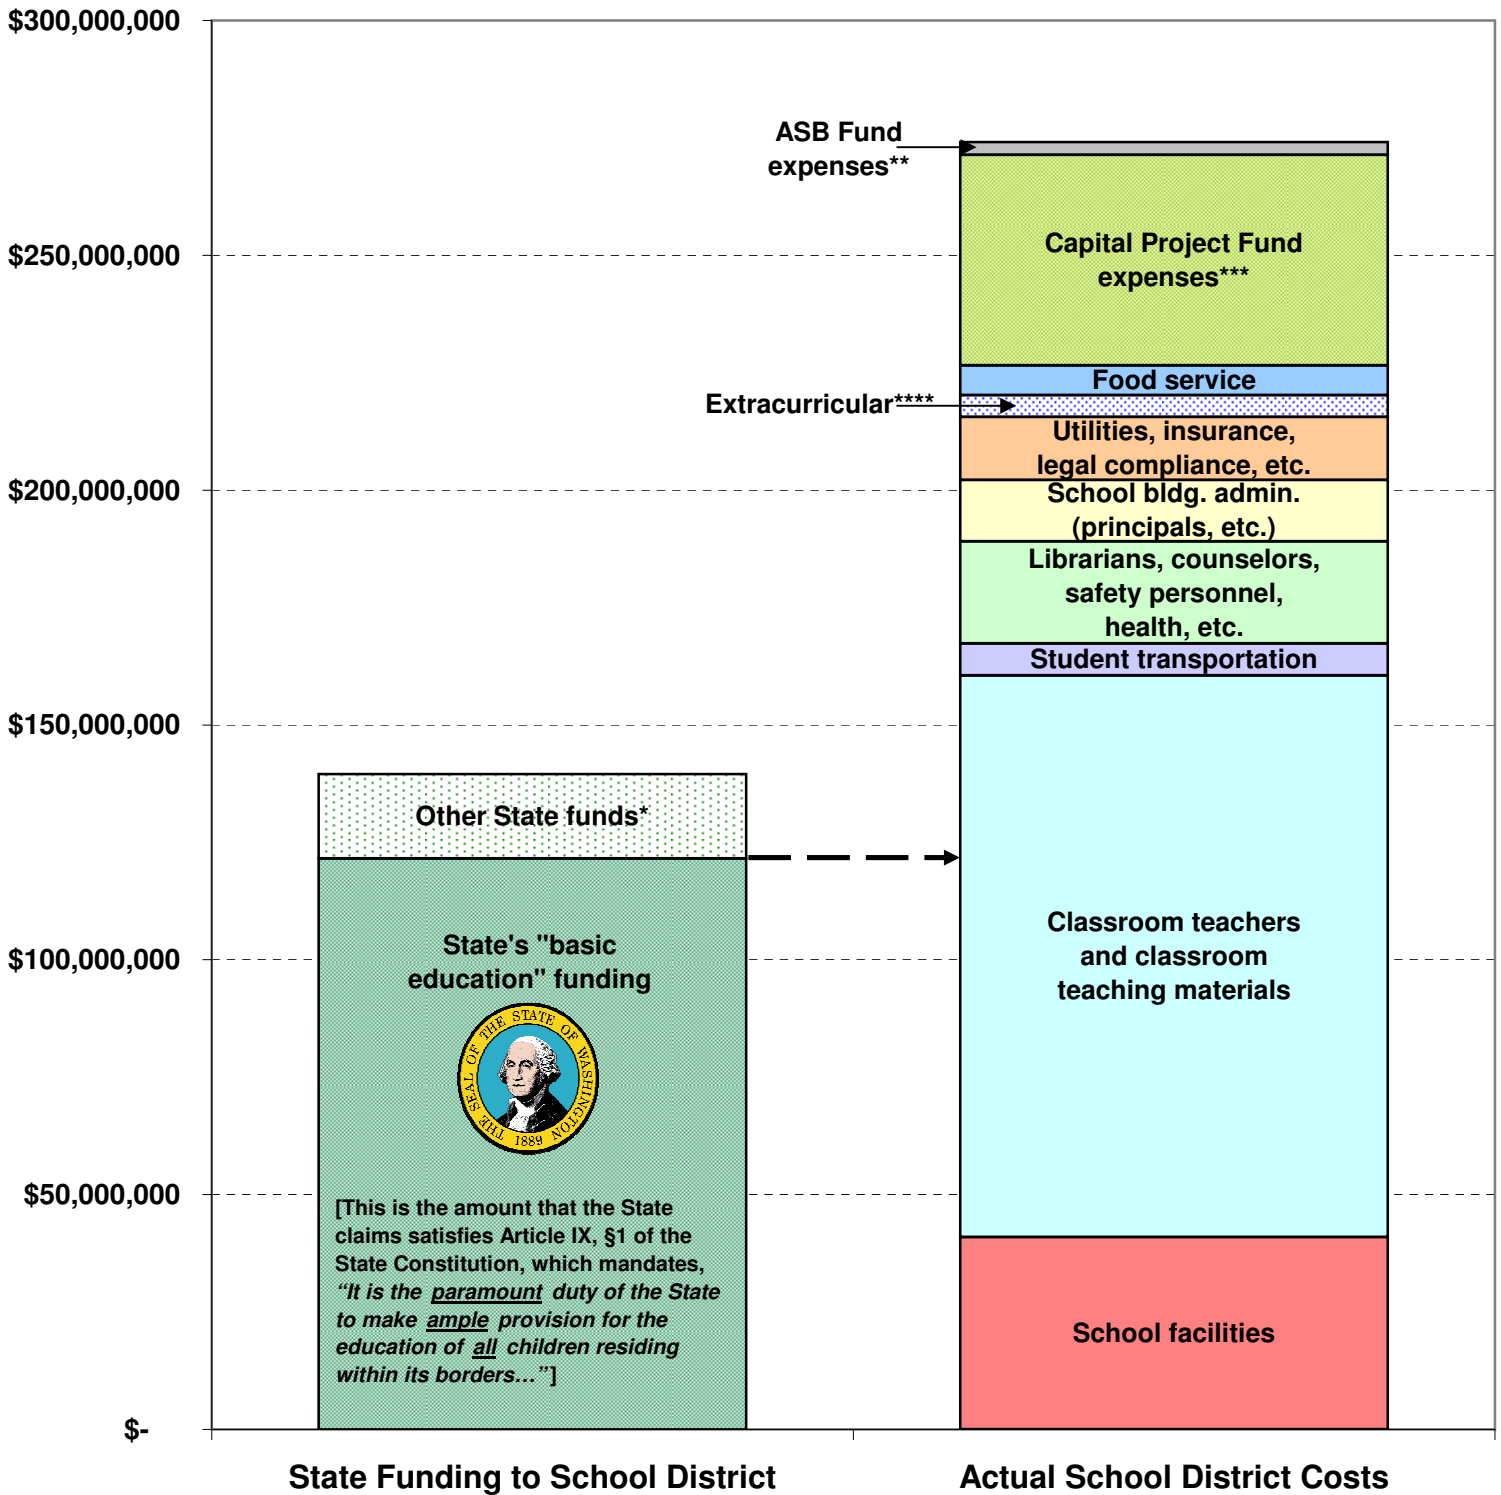 $300,000,000
$250,000,000
$200,000,000
$150,000,000
$100,000,000
$50,000,000
$-
Other State funds*
State's "basic
education" funding
THE SEAL OF THE STATE OF WASHINGTON
1889
[This is the amount that the State
claims satisfies Article IX, §1 of the
State Constitution, which mandates,
“It is the paramount duty of the State
to make ample provision for the
education of all children residing
within its borders…”]
ASB Fund
expenses**
Capital Project Fund
expenses***
Food service
Extracurricular****
Utilities, insurance,
legal compliance, etc.
School bldg. admin.
(principals, etc.)
Librarians, counselors,
safety personnel,
health, etc.
Student transportation
Classroom teachers
and classroom
teaching materials
School facilities
State Funding to School District
Actual School District Costs